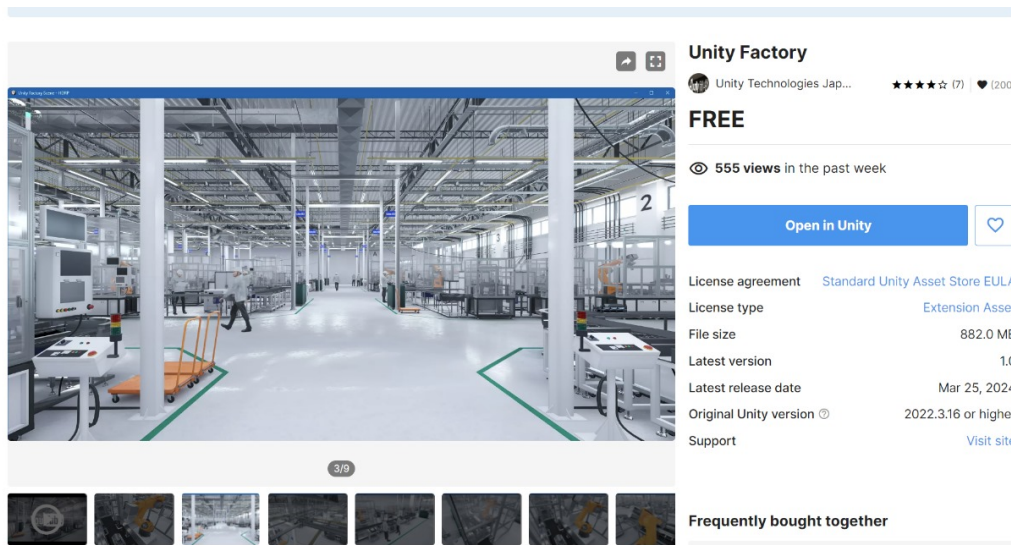 Unity Factory
Unity Technologies Jap...
(7)
(200
FREE
555 views in the past week
Open in Unity
License agreement Standard Unity Asset Store EULA
License type Extension Asse
File size 882.0 MB
Latest version 1.0
Latest release date Mar 25, 2024
Original Unity version 2022.3.16 or highe
Support Visit site
2
3/9
Frequently bought together